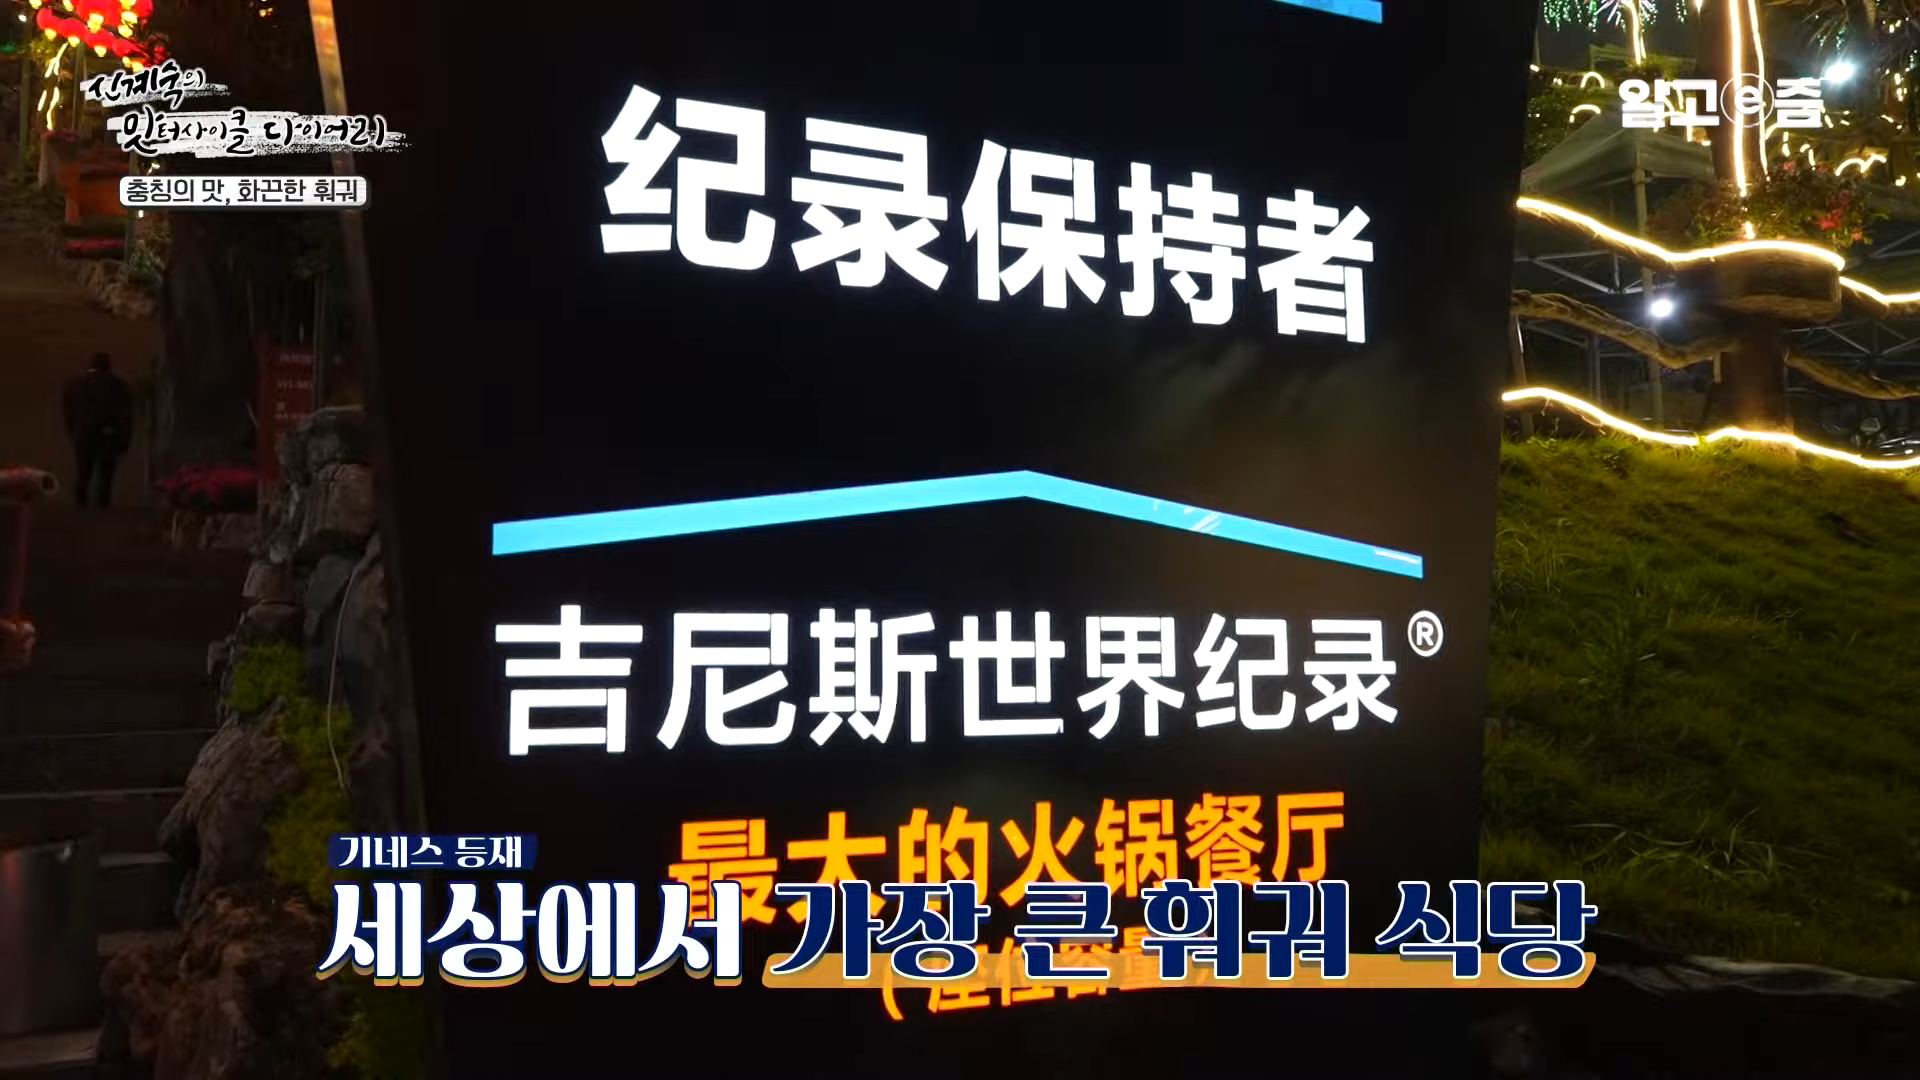 신계숙의
맛터사이클 다이어리
충칭의 맛, 화끈한 훠궈
알고e즘
纪录保持者
吉尼斯世界纪录®
最大的火锅餐厅
기네스 등재
세상에서 가장 큰 훠궈 식당